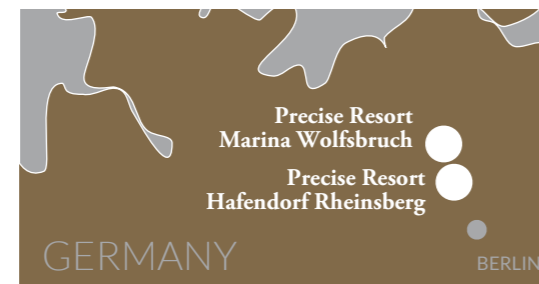 Precise Resort
Marina Wolfsbruch
Precise Resort
Hafendorf Rheinsberg
GERMANY
BERLIN